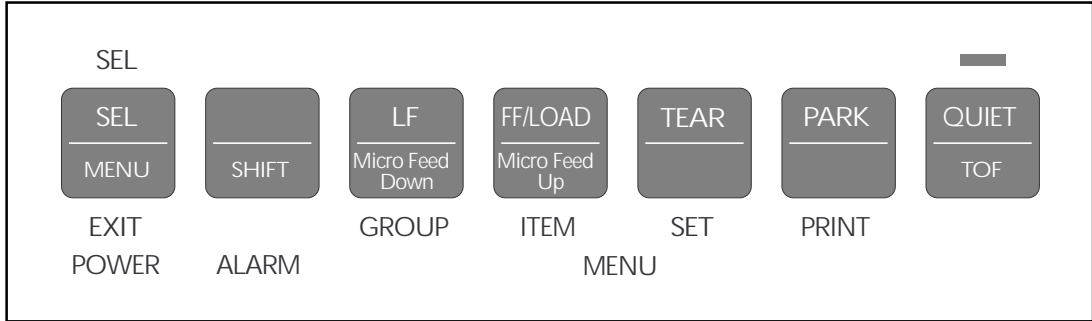 SEL
SEL LF FF/LOAD TEAR PARK QUIET
MENU SHIFT Micro Feed Down Micro Feed Up TOF
EXIT GROUP ITEM SET PRINT
POWER ALARM MENU